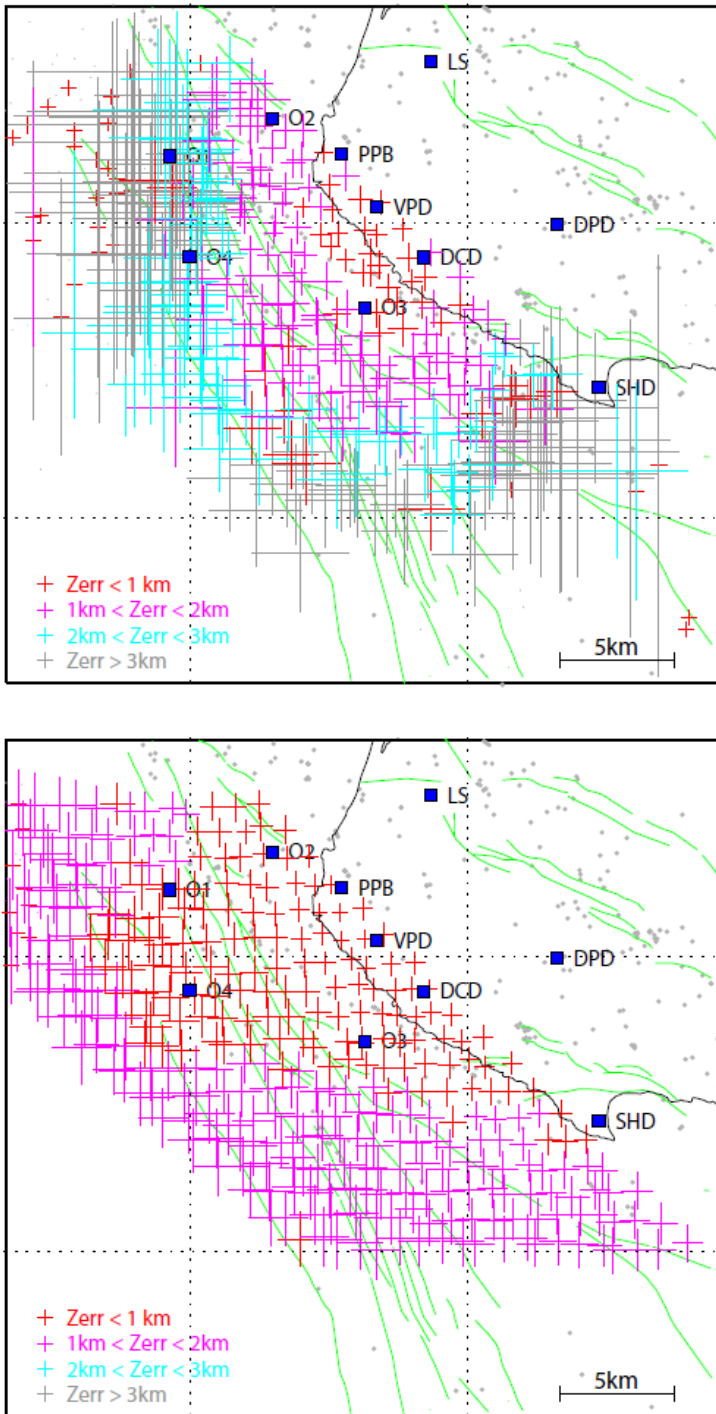 LS
O2
PPB
O1
VPD
DPD
O4
DCD
O3
SHD
Zerr < 1 km
1km < Zerr < 2km
2km < Zerr < 3km
Zerr > 3km
5km
LS
O2
PPB
O1
VPD
DPD
O4
DCD
O3
SHD
Zerr < 1 km
1km < Zerr < 2km
2km < Zerr < 3km
Zerr > 3km
5km